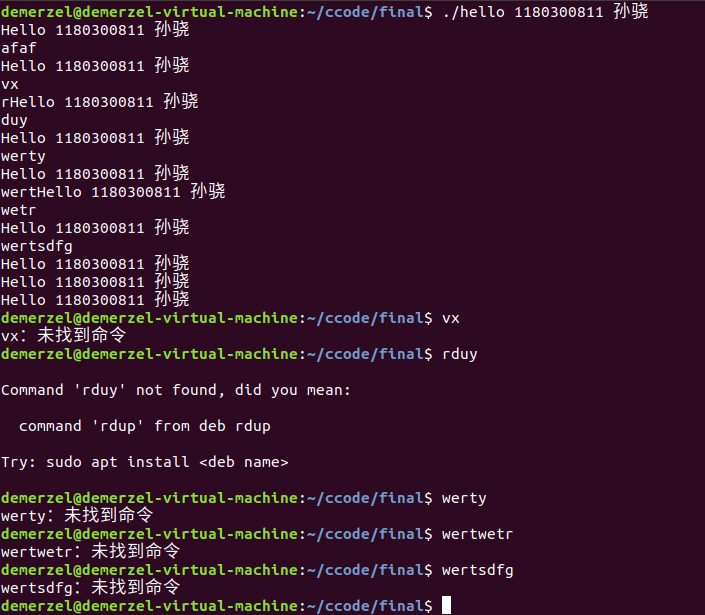 demerzel@demerzel-virtual-machine:~/ccode/final$ ./hello 1180300811 孙骁
Hello 1180300811 孙骁
afaf
Hello 1180300811 孙骁
vx
rHello 1180300811 孙骁
duy
Hello 1180300811 孙骁
werty
Hello 1180300811 孙骁
wertHello 1180300811 孙骁
wetr
Hello 1180300811 孙骁
wertsdfg
Hello 1180300811 孙骁
Hello 1180300811 孙骁
Hello 1180300811 孙骁
demerzel@demerzel-virtual-machine:~/ccode/final$ vx
vx：未找到命令
demerzel@demerzel-virtual-machine:~/ccode/final$ rduy
Command 'rduy' not found, did you mean:
command 'rdup' from deb rdup
Try: sudo apt install <deb name>
demerzel@demerzel-virtual-machine:~/ccode/final$ werty
werty：未找到命令
demerzel@demerzel-virtual-machine:~/ccode/final$ wertwetr
wertwetr：未找到命令
demerzel@demerzel-virtual-machine:~/ccode/final$ wertsdfg
wertsdfg：未找到命令
demerzel@demerzel-virtual-machine:~/ccode/final$